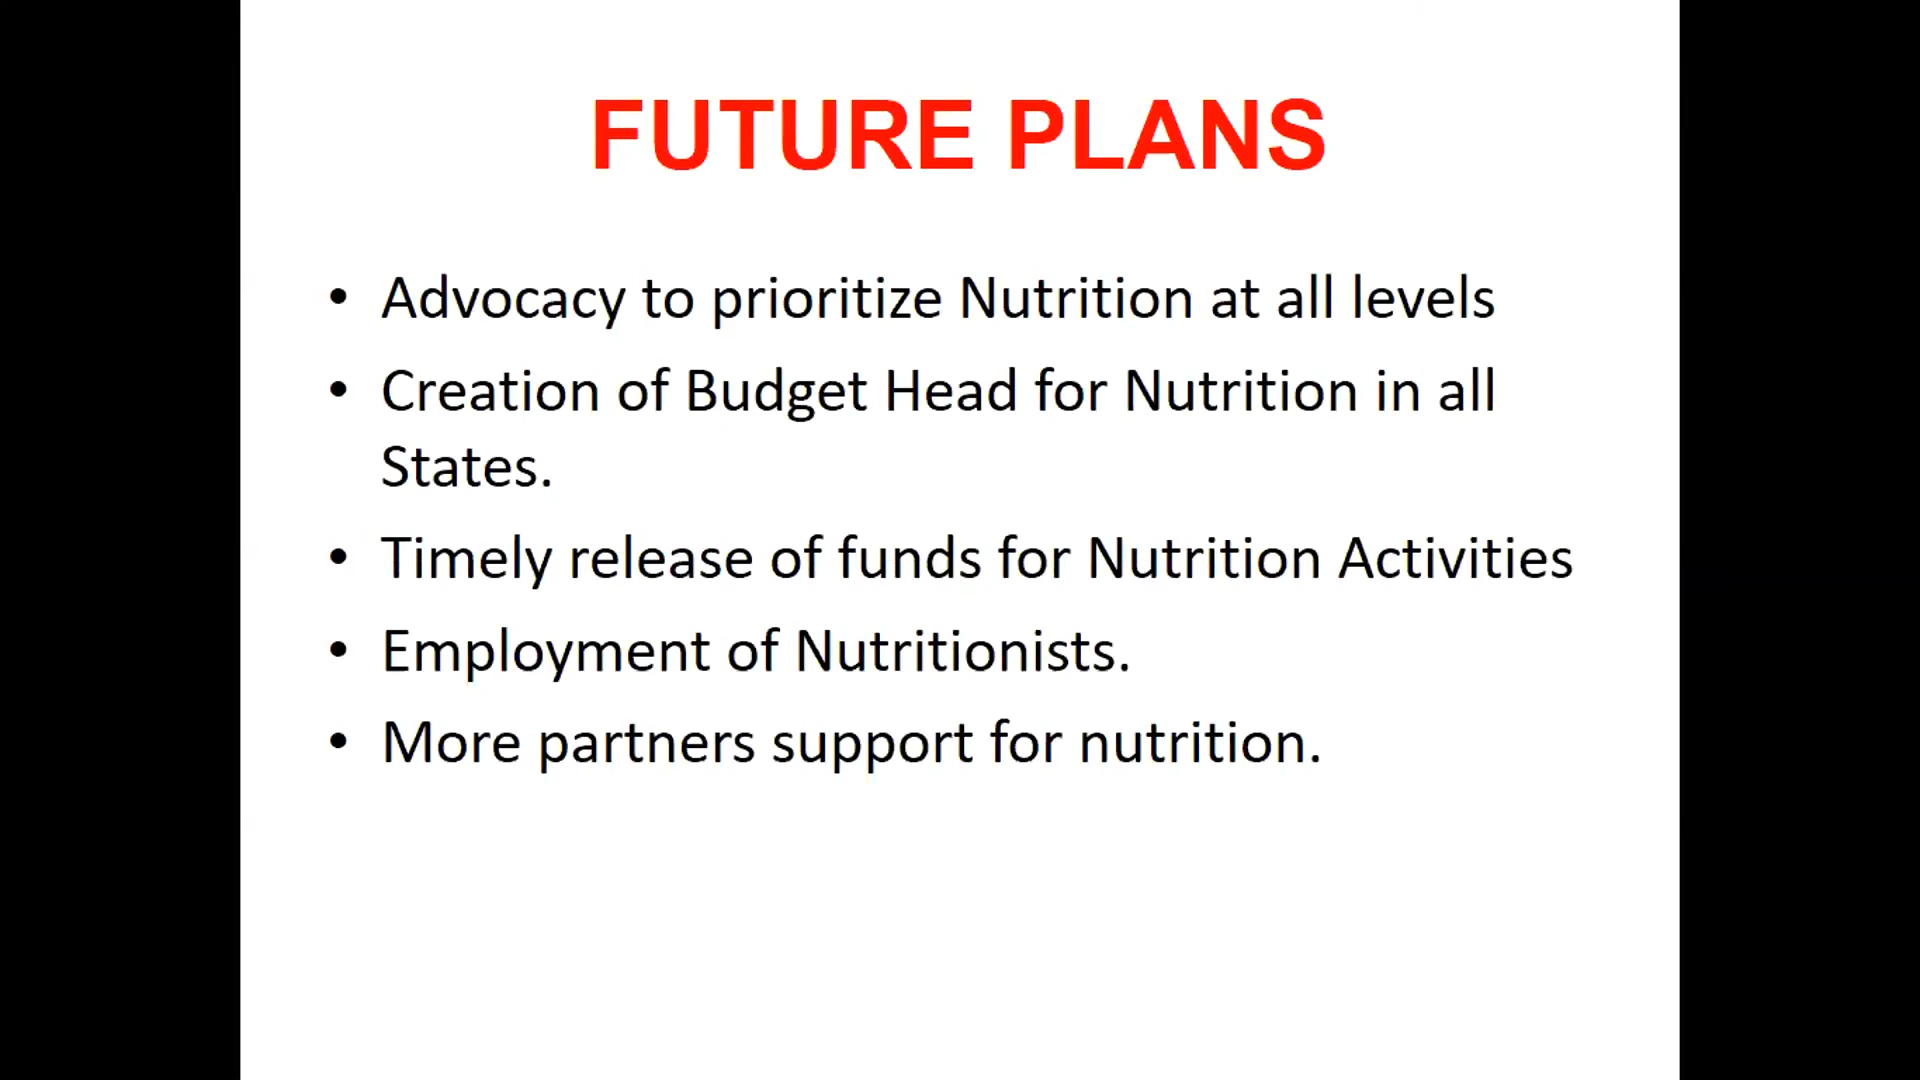 FUTURE PLANS
• Advocacy to prioritize Nutrition at all levels
• Creation of Budget Head for Nutrition in all
States.
• Timely release of funds for Nutrition Activities
• Employment of Nutritionists.
• More partners support for nutrition.